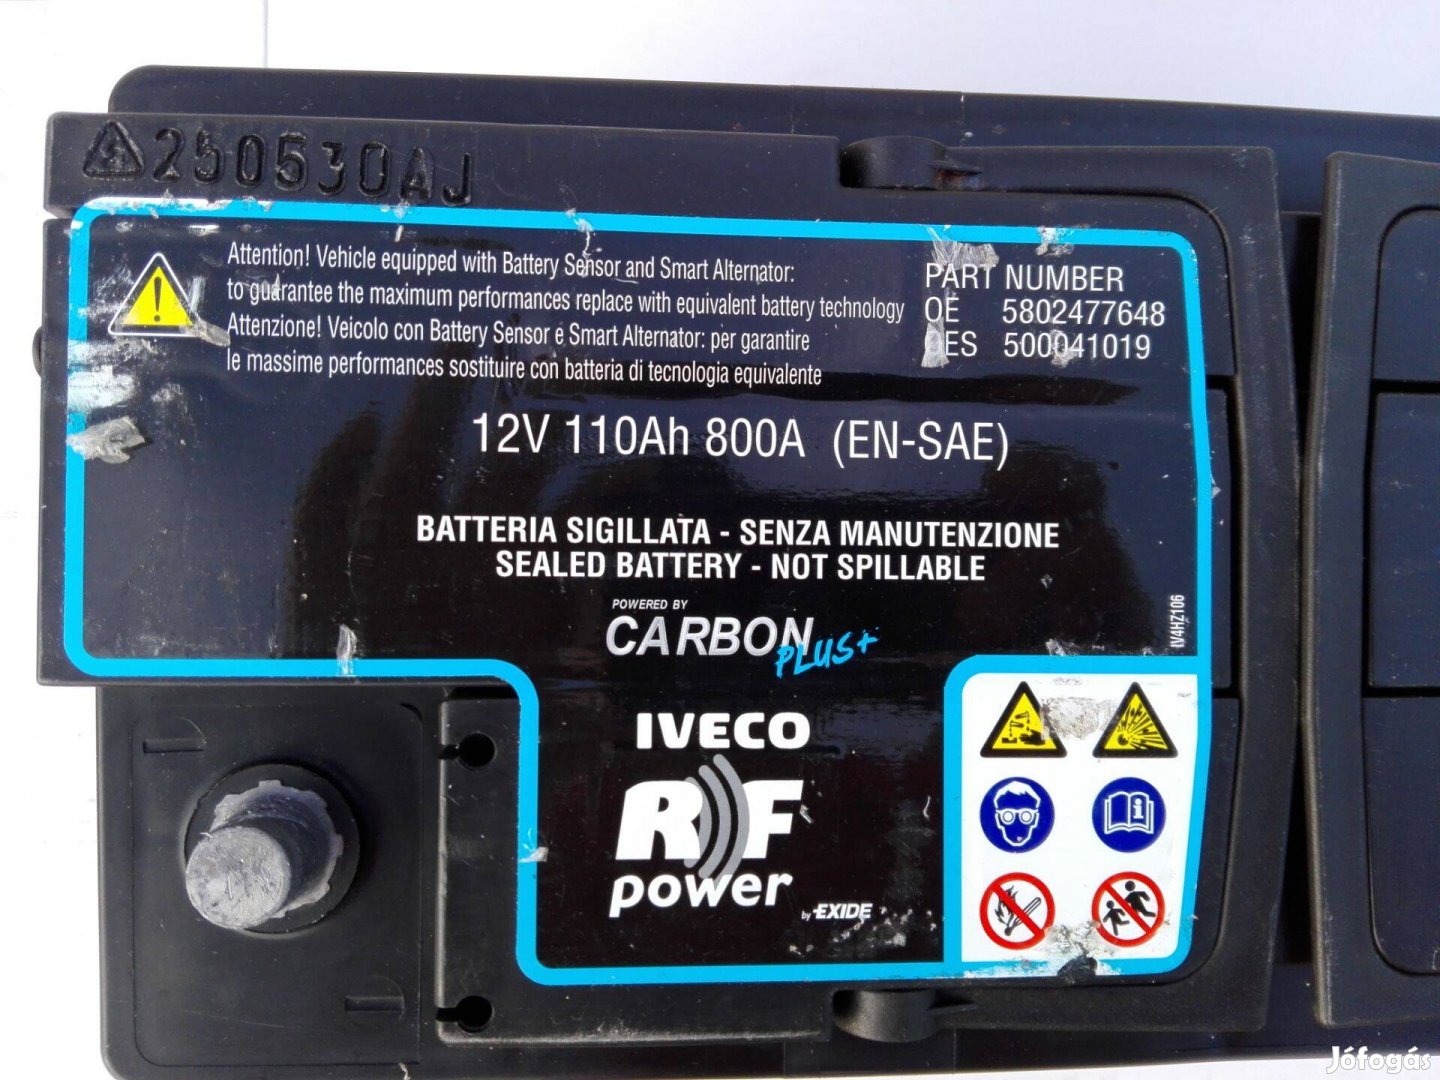 250530AJ
Attention! Vehicle equipped with Battery Sensor and Smart Alternator:
to guarantee the maximum performances replace with equivalent battery technology
Attenzione! Veicolo con Battery Sensor e Smart Alternator: per garantire
le massime performances sostituire con batteria di tecnologia equivalente
PART NUMBER
OE 5802477648
OES 500041019
12V 110Ah 800A (EN-SAE)
BATTERIA SIGILLATA - SENZA MANUTENZIONE
SEALED BATTERY - NOT SPILLABLE
POWERED BY
CARBON
PLUS+
IV4HZ106
IVECO
RF
power
by EXIDE
Jófogás